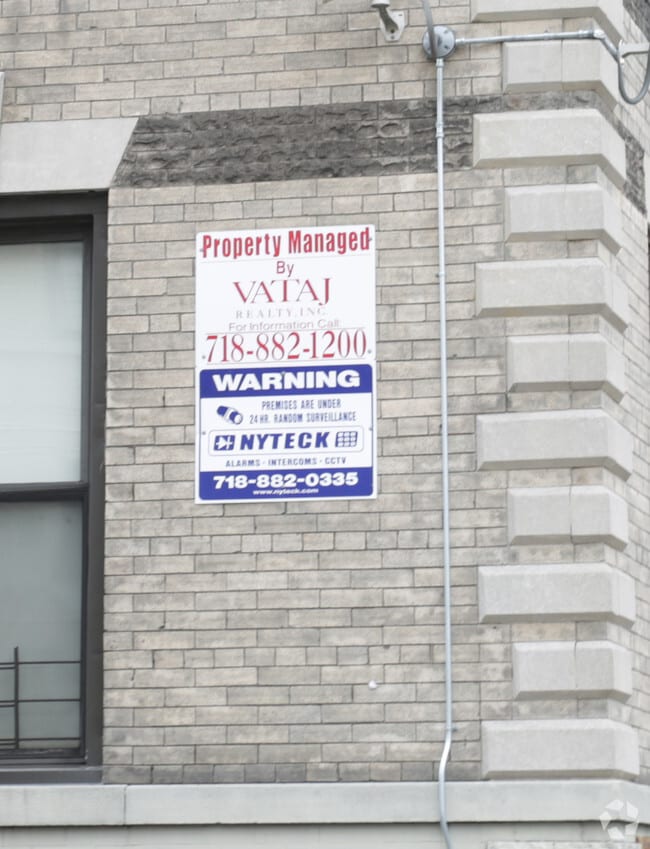 Property Managed
By
VATAJ
REALTY, INC
For Information Call:
718-882-1200
WARNING
PREMISES ARE UNDER
24 HR. RANDOM SURVEILLANCE
NYTECK
ALARMS - INTERCOMS - CCTV
718-882-0335
www.nyteck.com